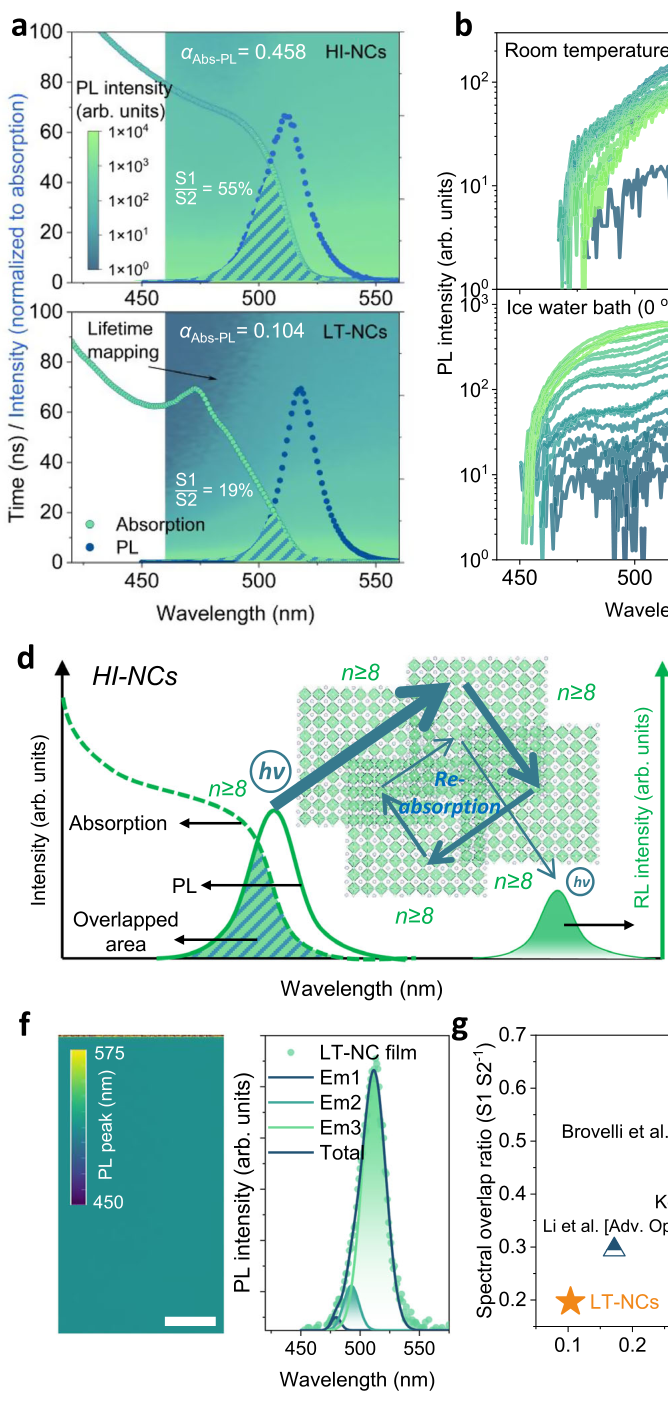 a
100
80
60
40
20
0
αAbs-PL= 0.458
HI-NCs
PL intensity
(arb. units)
1×10⁴
1×10³
1×10²
1×10¹
1×10⁰
S1
S2 = 55%
450
500
550
100
80
60
40
20
0
Lifetime
mapping
αAbs-PL= 0.104
LT-NCs
S1
S2 = 19%
Absorption
PL
450
500
550
Time (ns) / Intensity (normalized to absorption)
Wavelength (nm)
b
Room temperature
10²
10¹
10⁰
10³
Ice water bath (0 º
10²
10¹
10⁰
450
500
PL intensity (arb. units)
Wavele
d
HI-NCs
n≥8
n≥8
n≥8
n≥8
hv
Re-
absorption
Absorption
PL
Overlapped
area
n≥8
n≥8
hv
Intensity (arb. units)
RL intensity (arb. units)
Wavelength (nm)
f
575
450
PL peak (nm)
LT-NC film
Em1
Em2
Em3
Total
PL intensity (arb. units)
450
500
550
Wavelength (nm)
g
0.7
0.6
0.5
0.4
0.3
0.2
Spectral overlap ratio (S1 S2⁻¹)
Brovelli et al.
K
Li et al. [Adv. Op
LT-NCs
0.1
0.2